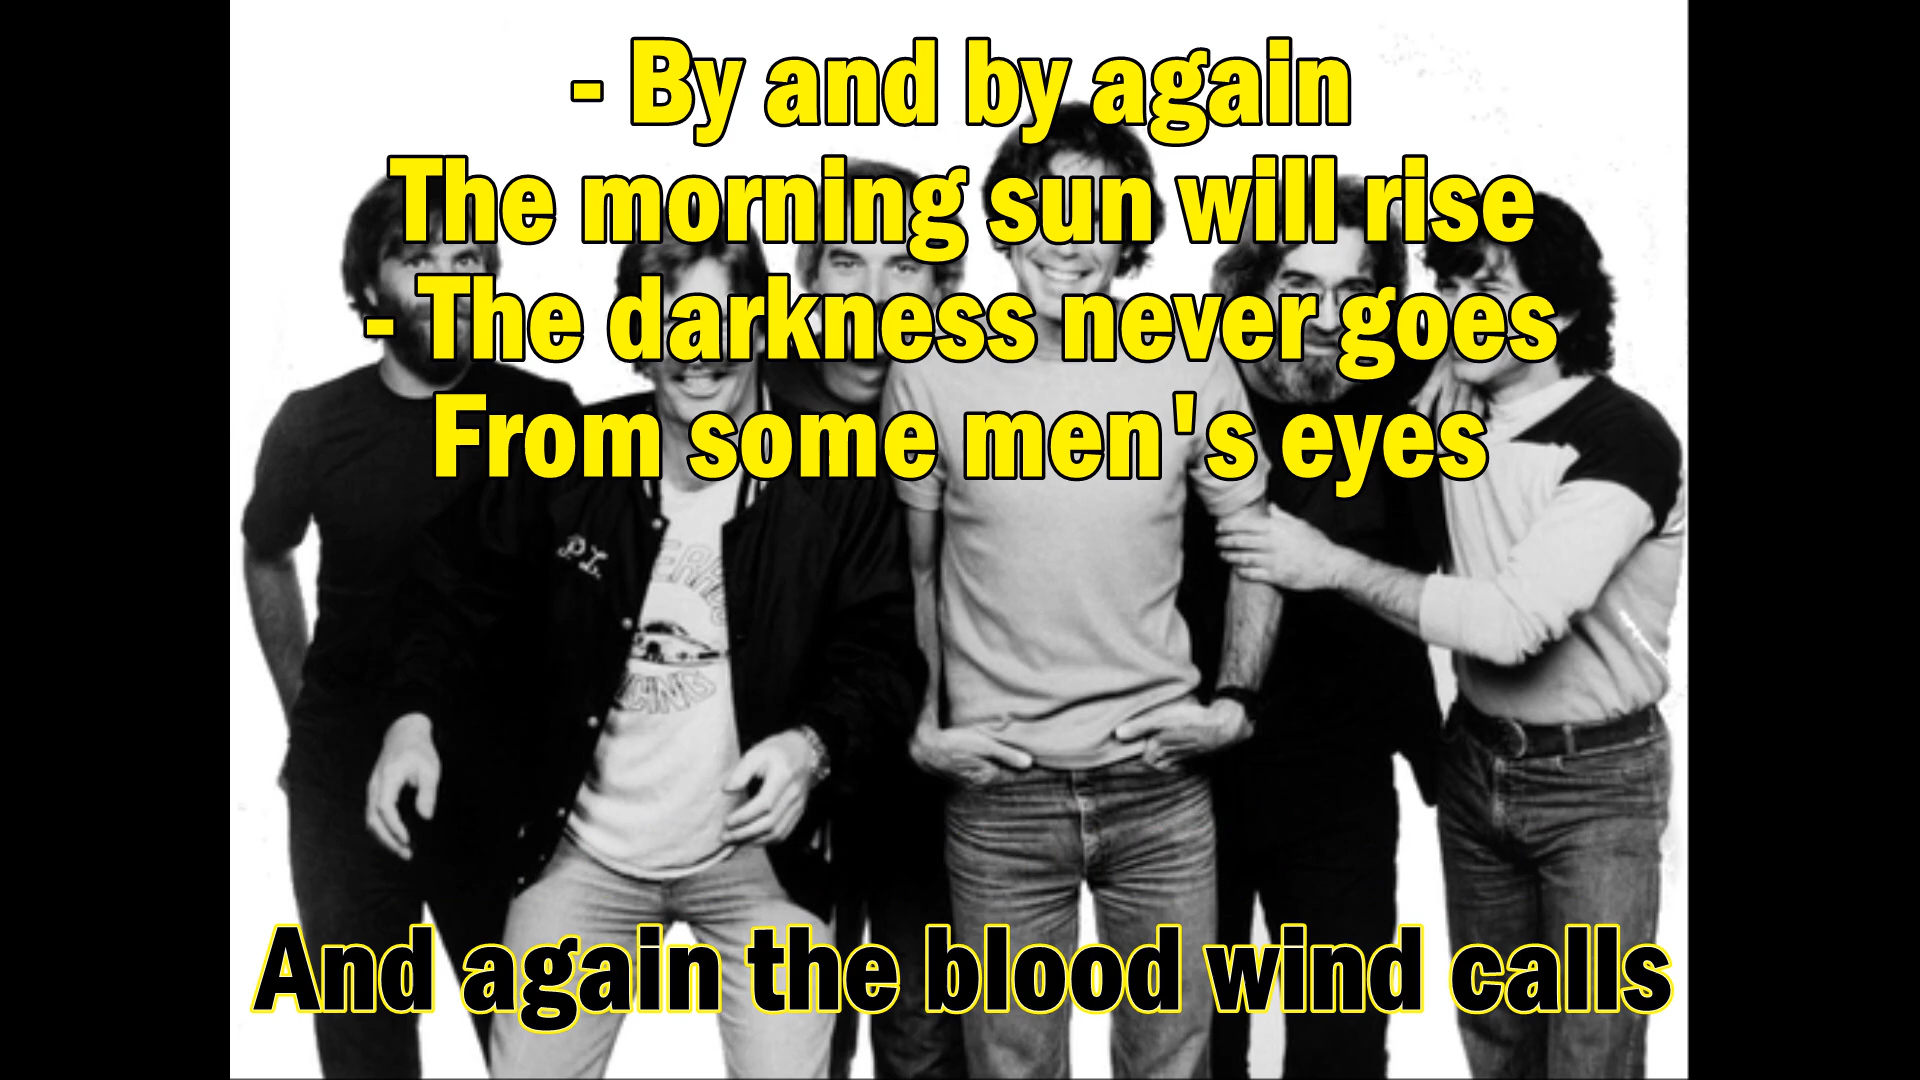 - By and by again
The morning sun will rise
- The darkness never goes
From some men's eyes
P.L.
And again the blood wind calls